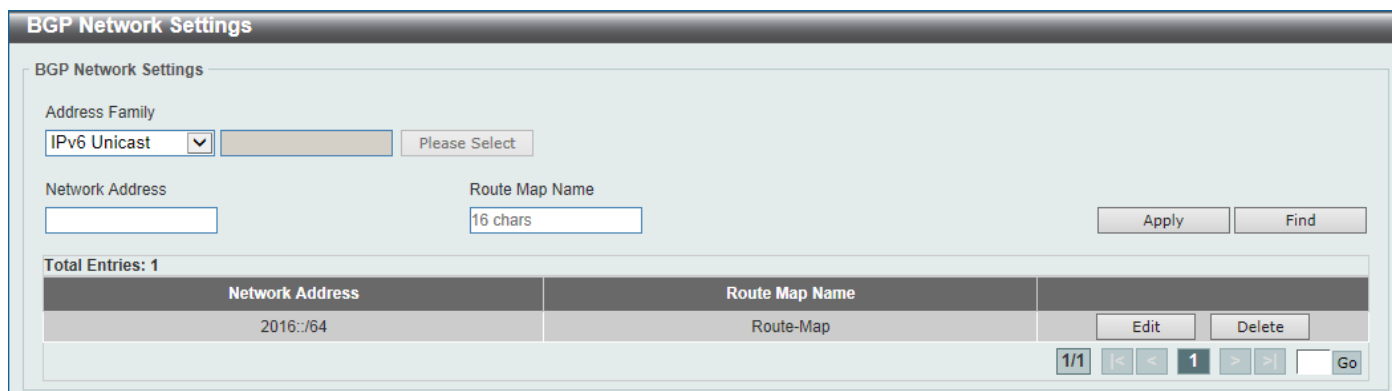 BGP Network Settings
BGP Network Settings
Address Family
IPv6 Unicast Please Select
Network Address Route Map Name
16 chars Apply Find
Total Entries: 1
Network Address Route Map Name
2016::/64 Route-Map Edit Delete
1/1 |< < 1 > >| Go